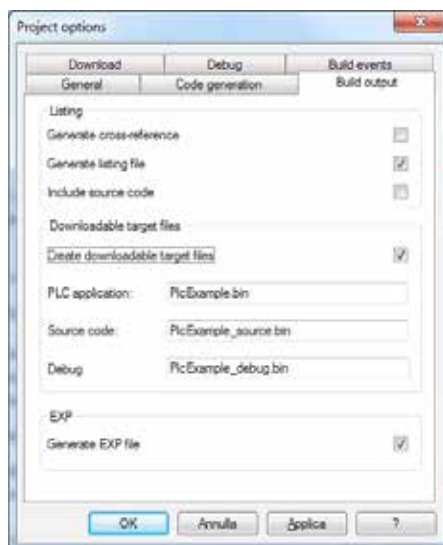 Project options
Download Debug Build events
General Code generation Build output
Listing
Generate cross-reference
Generate listing file
Include source code
Downloadable target files
Create downloadable target files
PLC application: PlcExample.bin
Source code: PlcExample_source.bin
Debug PlcExample_debug.bin
EXP
Generate EXP file
OK Annulla Applica ?